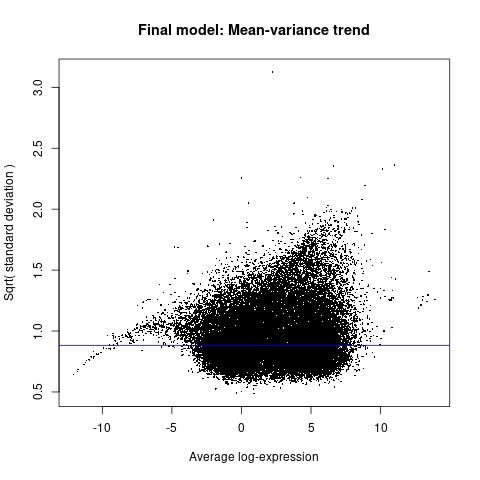 Final model: Mean-variance trend
Sqrt( standard deviation )
3.0
2.5
2.0
1.5
1.0
0.5
-10 -5 0 5 10
Average log-expression